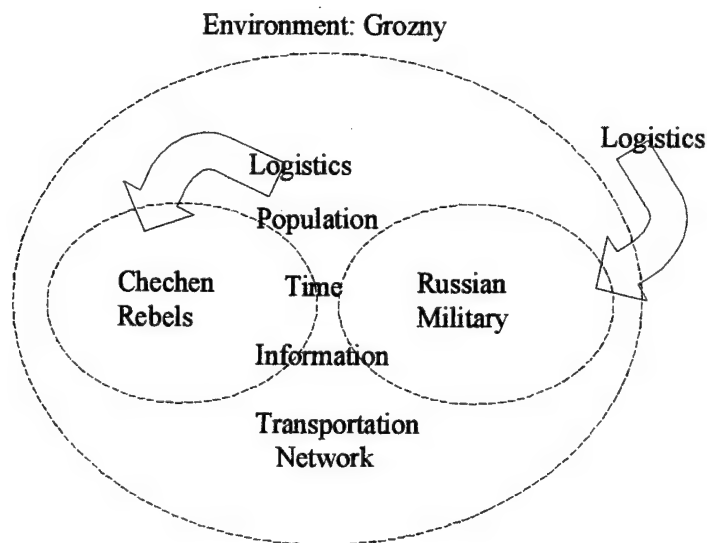 Environment: Grozny
Logistics
Logistics
Population
Chechen
Rebels
Time
Russian
Military
Information
Transportation
Network